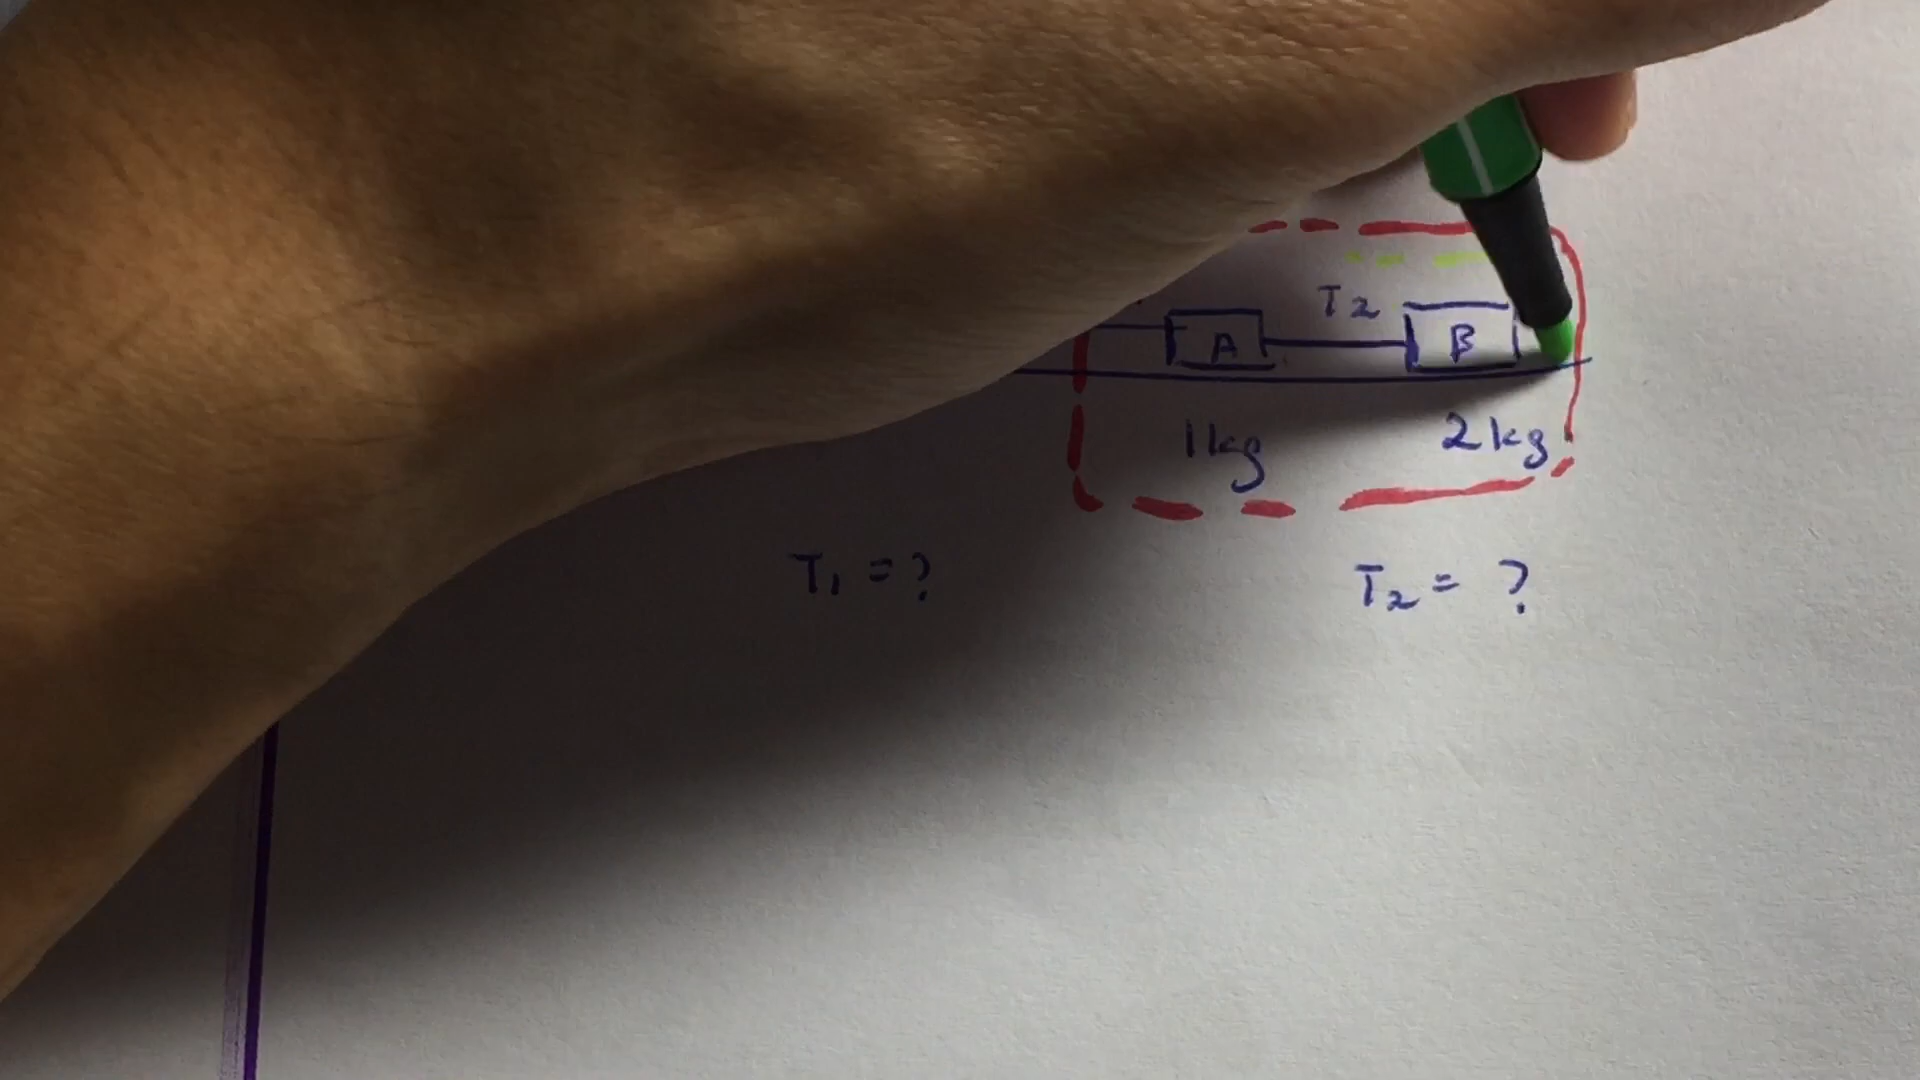 T2
A B
1kg 2kg
T1 = ? T2 = ?